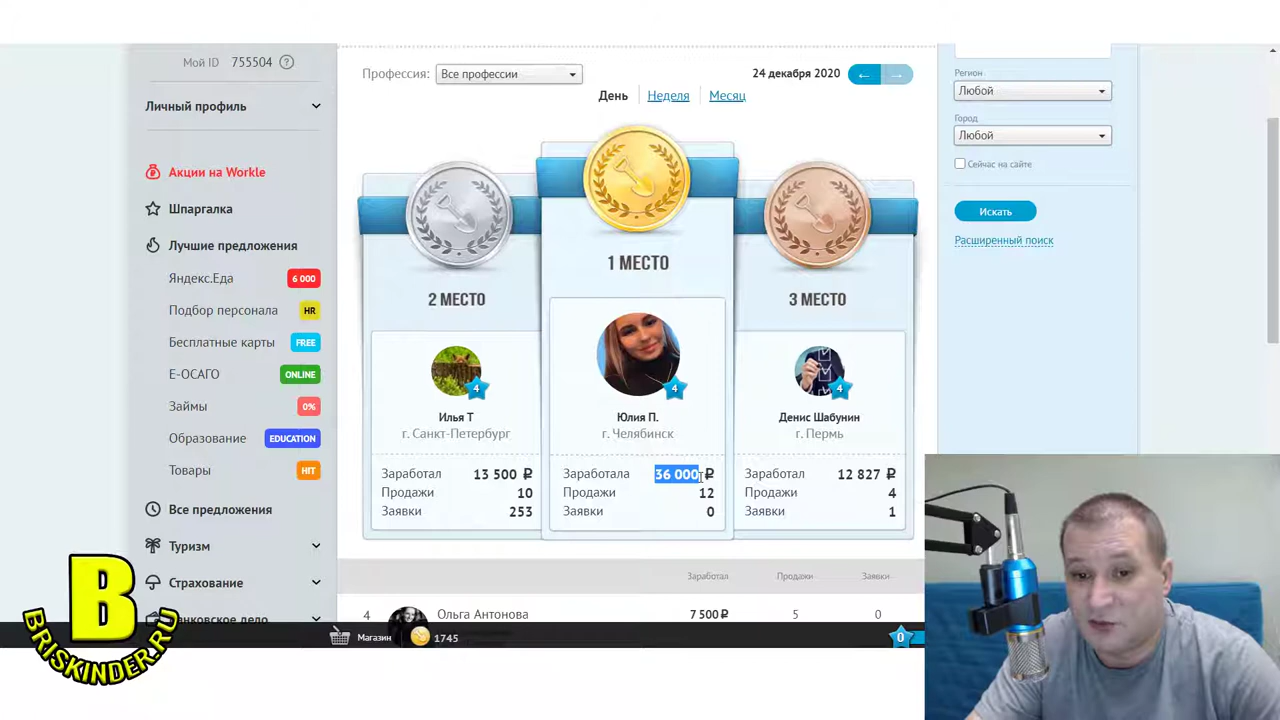 Мой ID 755504 ?
Личный профиль
Акции на Workle
Шпаргалка
Лучшие предложения
Яндекс.Еда 6 000
Подбор персонала HR
Бесплатные карты FREE
Е-ОСАГО ONLINE
Займы 0%
Образование EDUCATION
Товары HIT
Все предложения
Туризм
Страхование
Профессия: Все профессии
24 декабря 2020
День Неделя Месяц
2 МЕСТО
4
Илья Т
г. Санкт-Петербург
Заработал 13 500 ₽
Продажи 10
Заявки 253
1 МЕСТО
4
Юлия П.
г. Челябинск
Заработала 36 000 ₽
Продажи 12
Заявки 0
3 МЕСТО
4
Денис Шабунин
г. Пермь
Заработал 12 827 ₽
Продажи 4
Заявки 1
Заработал Продажи Заявки
4 Ольга Антонова 7 500 ₽ 5 0
Регион
Любой
Город
Любой
Сейчас на сайте
Искать
Расширенный поиск
Магазин 1745 0
B
BRISKINDER.RU